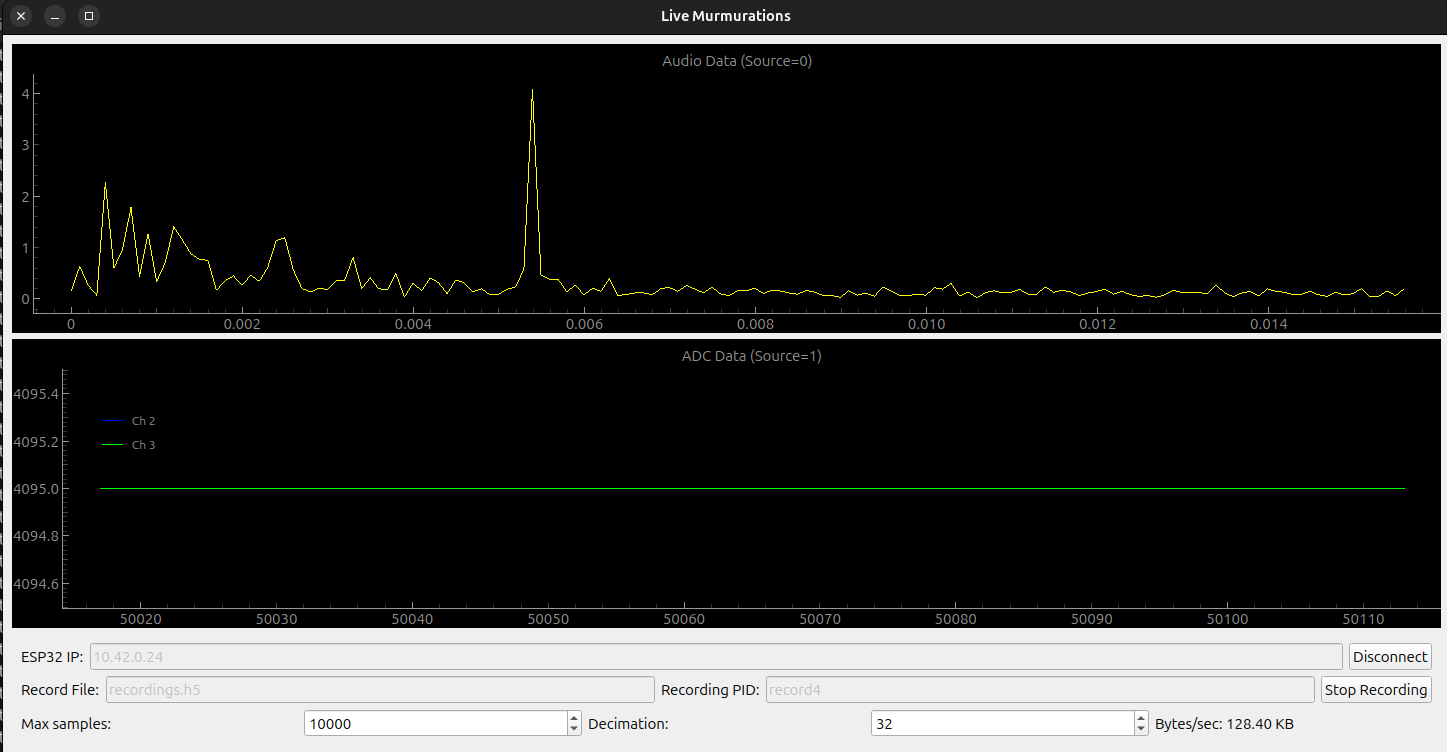 Live Murmurations
Audio Data (Source=0)
4
3
2
1
0
0 0.002 0.004 0.006 0.008 0.010 0.012 0.014
ADC Data (Source=1)
4095.4
Ch 2
4095.2
Ch 3
4095.0
4094.8
4094.6
50020 50030 50040 50050 50060 50070 50080 50090 50100 50110
ESP32 IP: 10.42.0.24 Disconnect
Record File: recordings.h5 Recording PID: record4 Stop Recording
Max samples: 10000 Decimation: 32 Bytes/sec: 128.40 KB